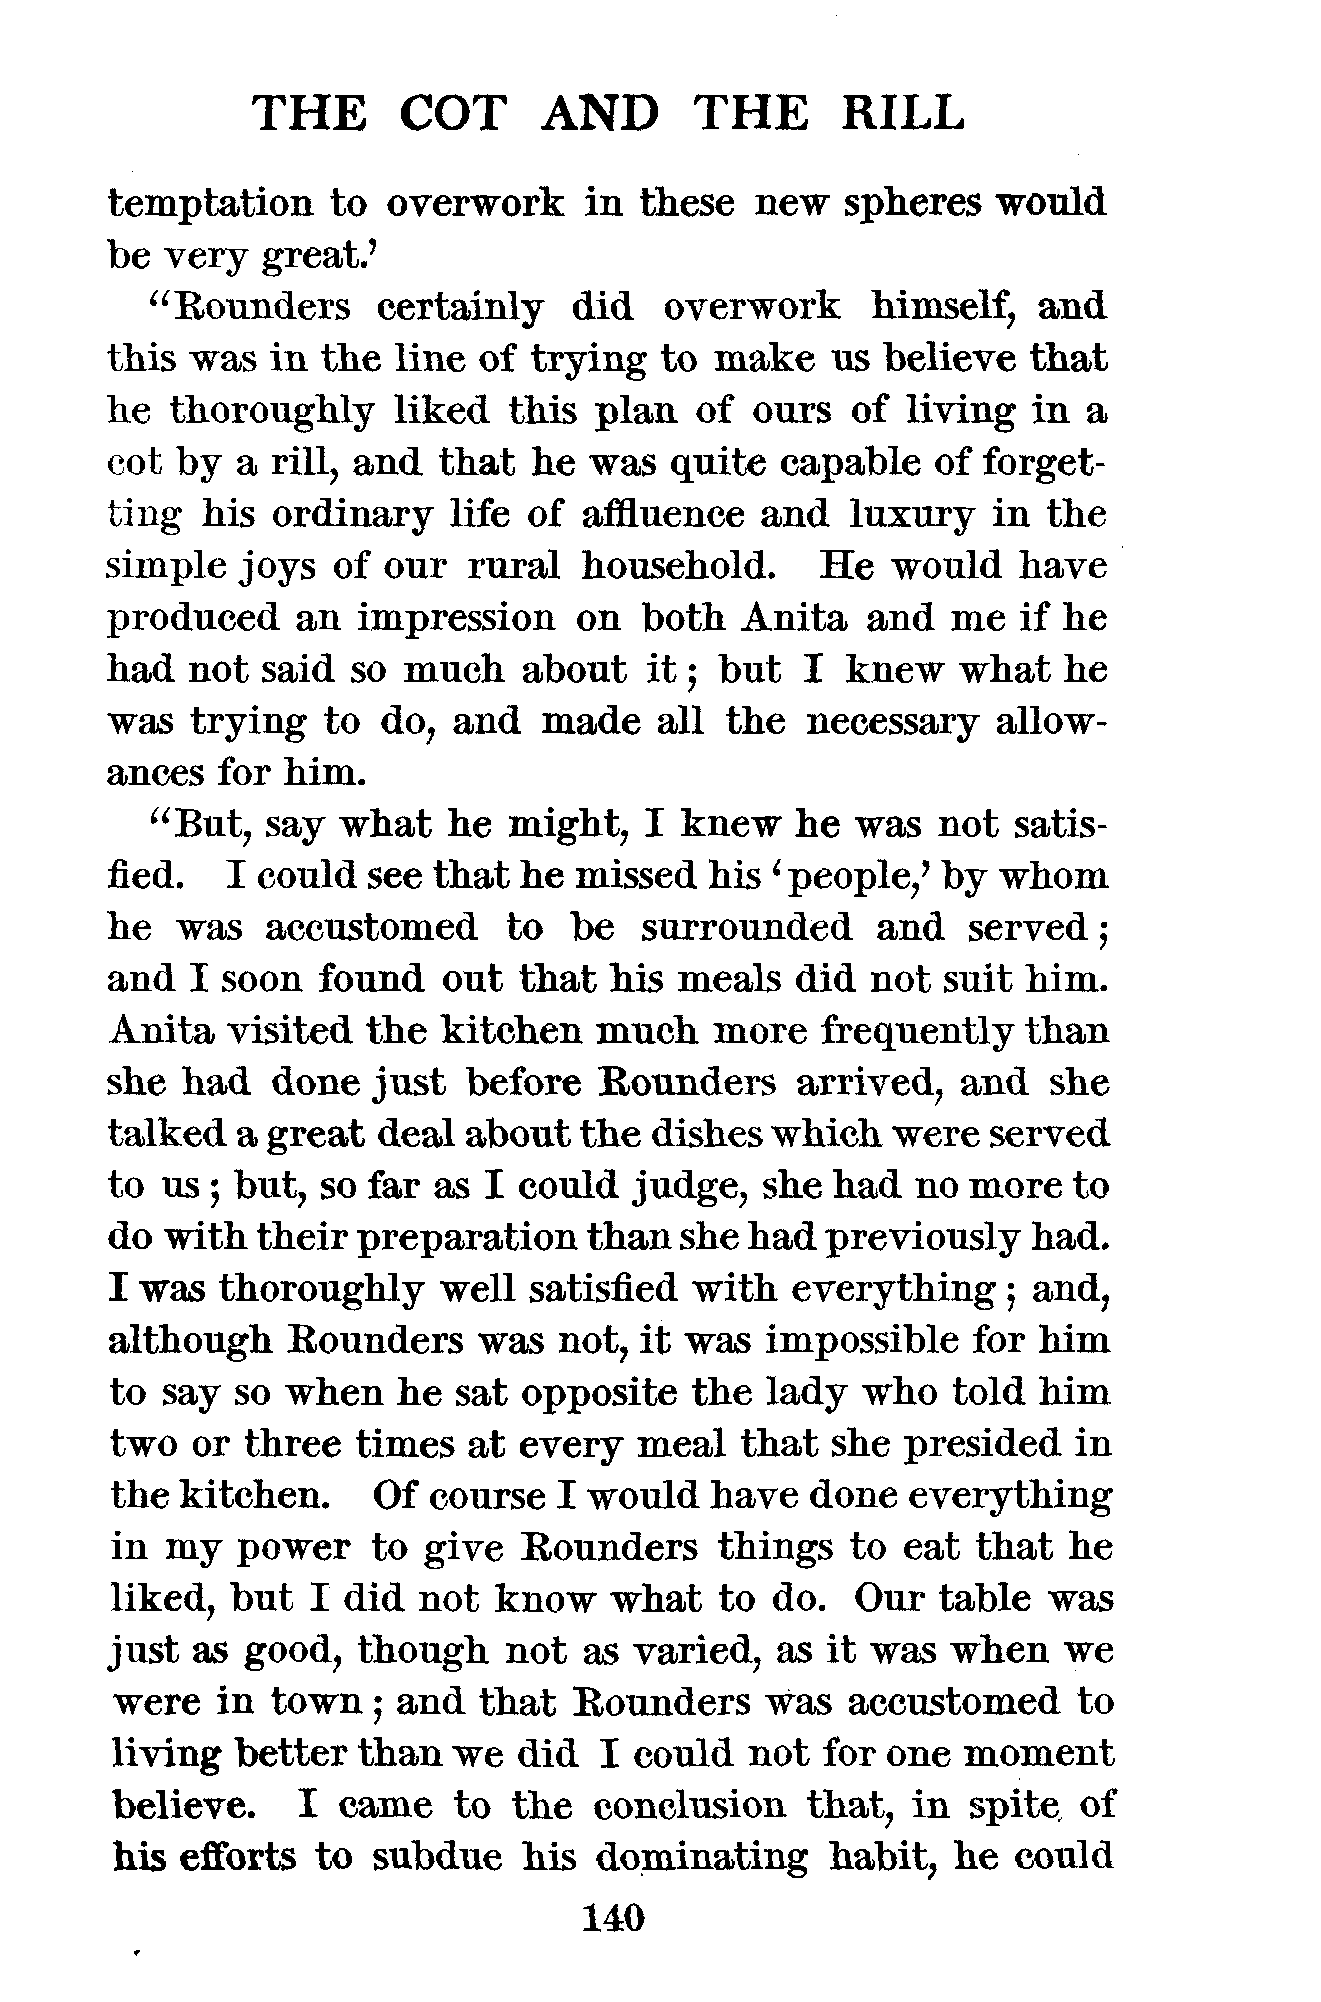 THE COT AND THE RILL
temptation to overwork in these new spheres would
be very great.'
"Rounders certainly did overwork himself, and
this was in the line of trying to make us believe that
he thoroughly liked this plan of ours of living in a
cot by a rill, and that he was quite capable of forget-
ting his ordinary life of affluence and luxury in the
simple joys of our rural household. He would have
produced an impression on both Anita and me if he
had not said so much about it; but I knew what he
was trying to do, and made all the necessary allow-
ances for him.
"But, say what he might, I knew he was not satis-
fied. I could see that he missed his 'people,' by whom
he was accustomed to be surrounded and served;
and I soon found out that his meals did not suit him.
Anita visited the kitchen much more frequently than
she had done just before Rounders arrived, and she
talked a great deal about the dishes which were served
to us; but, so far as I could judge, she had no more to
do with their preparation than she had previously had.
I was thoroughly well satisfied with everything; and,
although Rounders was not, it was impossible for him
to say so when he sat opposite the lady who told him
two or three times at every meal that she presided in
the kitchen. Of course I would have done everything
in my power to give Rounders things to eat that he
liked, but I did not know what to do. Our table was
just as good, though not as varied, as it was when we
were in town; and that Rounders was accustomed to
living better than we did I could not for one moment
believe. I came to the conclusion that, in spite of
his efforts to subdue his dominating habit, he could
140